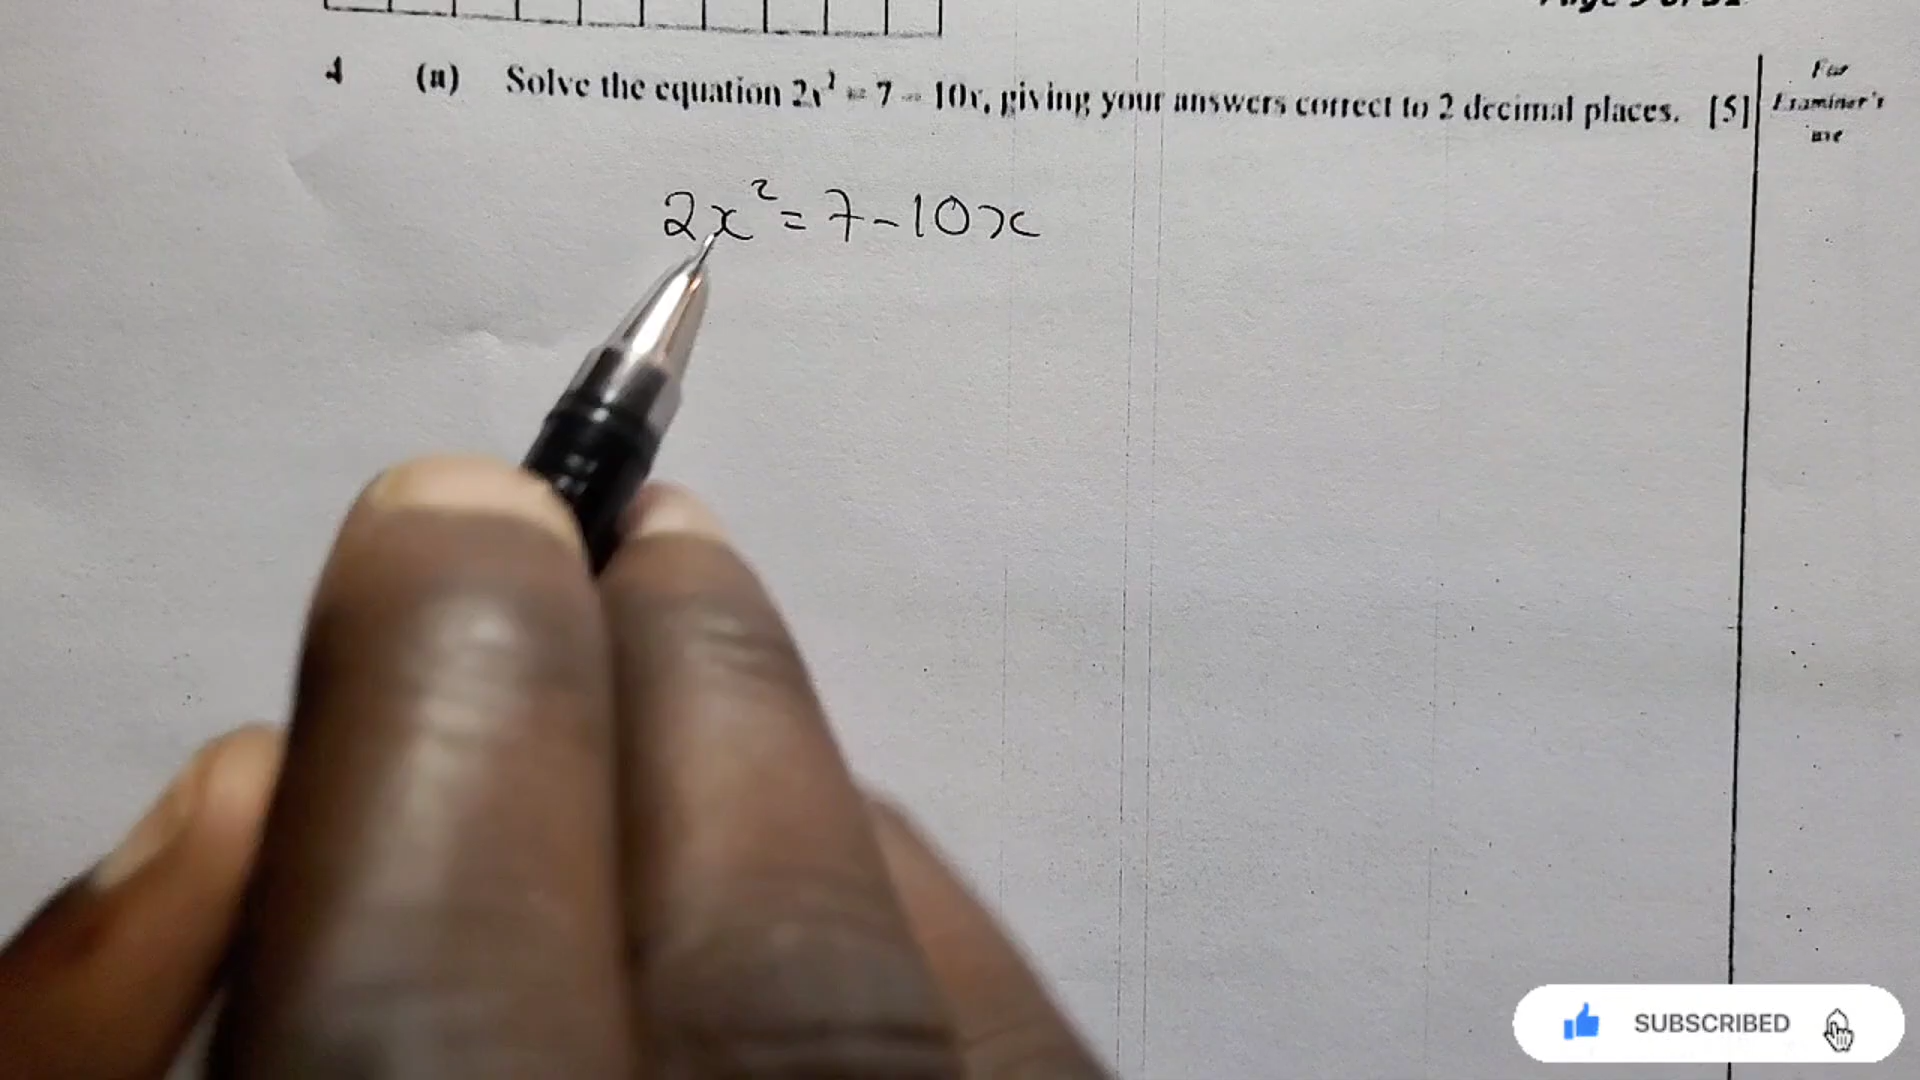 4 (a) Solve the equation 2x² = 7 - 10x, giving your answers correct to 2 decimal places. [5]
For
Examiner's
use
2x² = 7 - 10x
SUBSCRIBED